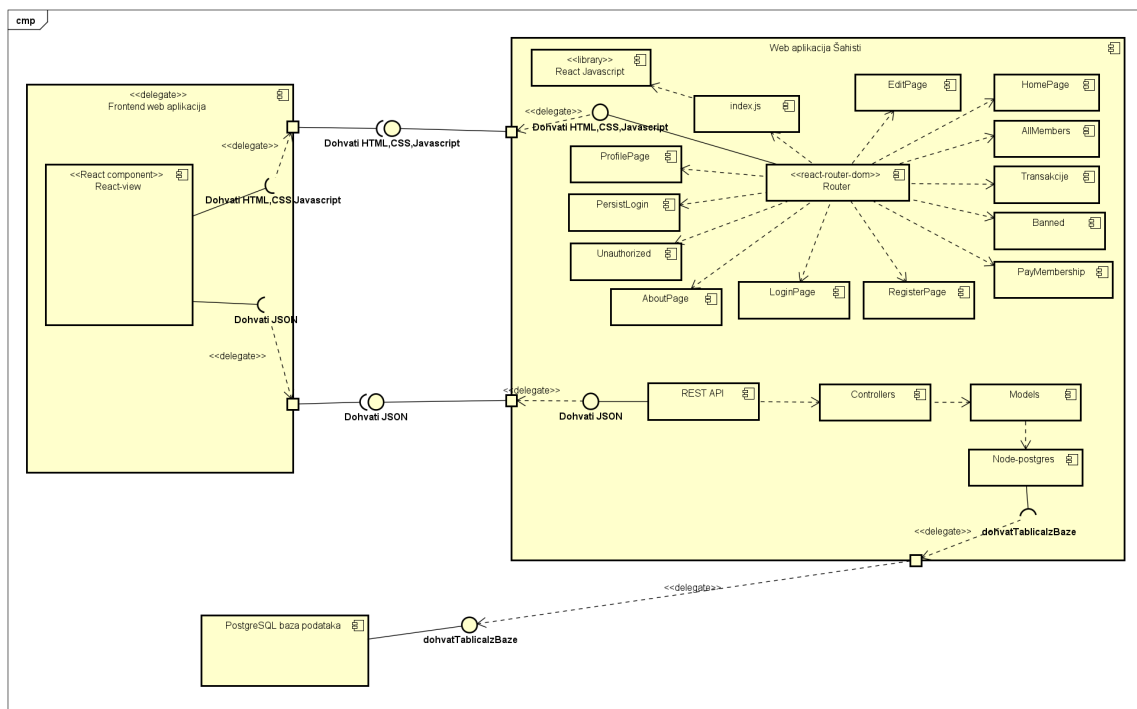 cmp
Web aplikacija Šahisti
<<library>>
React Javascript
<<delegate>>
Frontend web aplikacija
index.js
EditPage
HomePage
<<delegate>>
Dohvati HTML,CSS,Javascript
AllMembers
Dohvati HTML,CSS,Javascript
<<delegate>>
ProfilePage
<<react-router-dom>>
Router
Transakcije
<<React component>>
React-view
Dohvati HTML,CSS Javascript
PersistLogin
Banned
Unauthorized
PayMembership
AboutPage
LoginPage
RegisterPage
Dohvati JSON
<<delegate>>
<<delegate>>
Dohvati JSON
Dohvati JSON
REST API
Controllers
Models
Node-postgres
<<delegate>>
dohvatTablicaIzBaze
<<delegate>>
PostgreSQL baza podataka
dohvatTablicaIzBaze